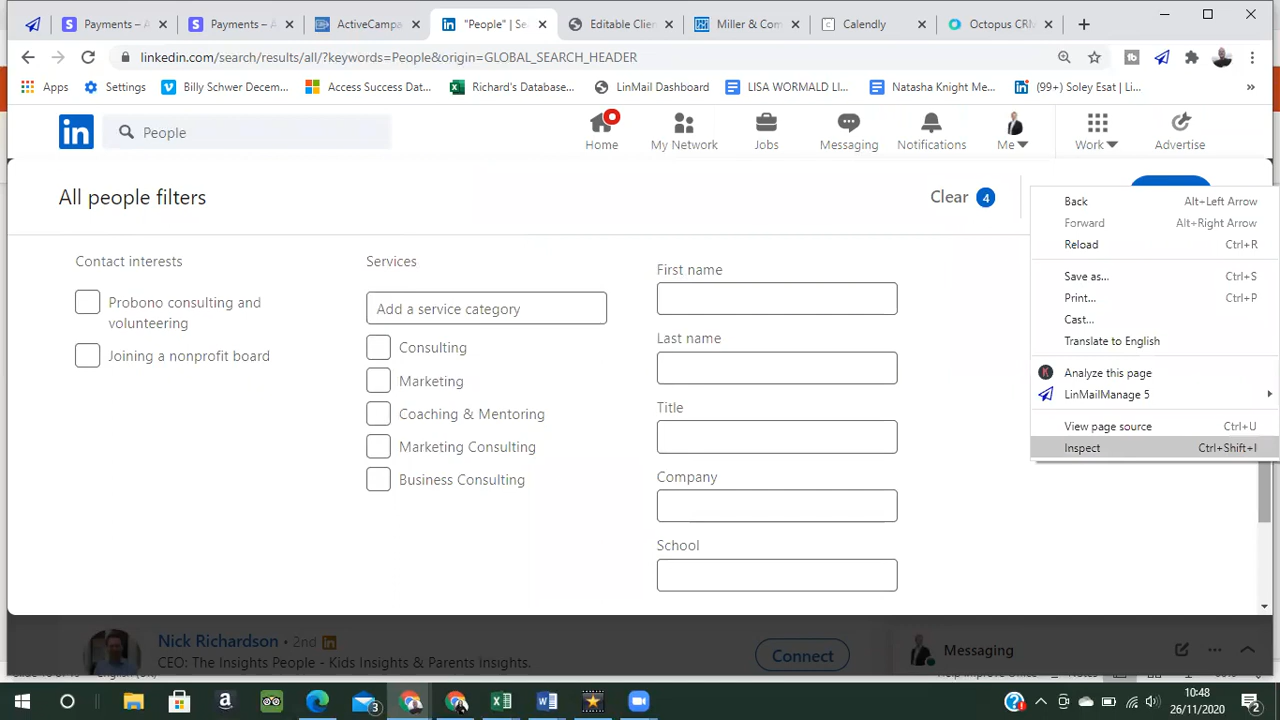 Payments – A
Payments – A
ActiveCampa
"People" | Sea
Editable Clien
Miller & Com
Calendly
Octopus CRM
linkedin.com/search/results/all/?keywords=People&origin=GLOBAL_SEARCH_HEADER
Apps
Settings
Billy Schwer Decem...
Access Success Dat...
Richard's Database...
LinMail Dashboard
LISA WORMALD LI...
Natasha Knight Me...
(99+) Soley Esat | Li...
»
in
People
Home
My Network
Jobs
Messaging
Notifications
Me
Work
Advertise
All people filters
Clear 4
Contact interests
Probono consulting and
volunteering
Joining a nonprofit board
Services
Add a service category
Consulting
Marketing
Coaching & Mentoring
Marketing Consulting
Business Consulting
First name
Last name
Title
Company
School
Back Alt+Left Arrow
Forward Alt+Right Arrow
Reload Ctrl+R
Save as... Ctrl+S
Print... Ctrl+P
Cast...
Translate to English
Analyze this page
LinMailManage 5
View page source Ctrl+U
Inspect Ctrl+Shift+I
Nick Richardson • 2nd in
CEO: The Insights People - Kids Insights & Parents Insights.
Connect
Messaging
3
10:48
26/11/2020
2